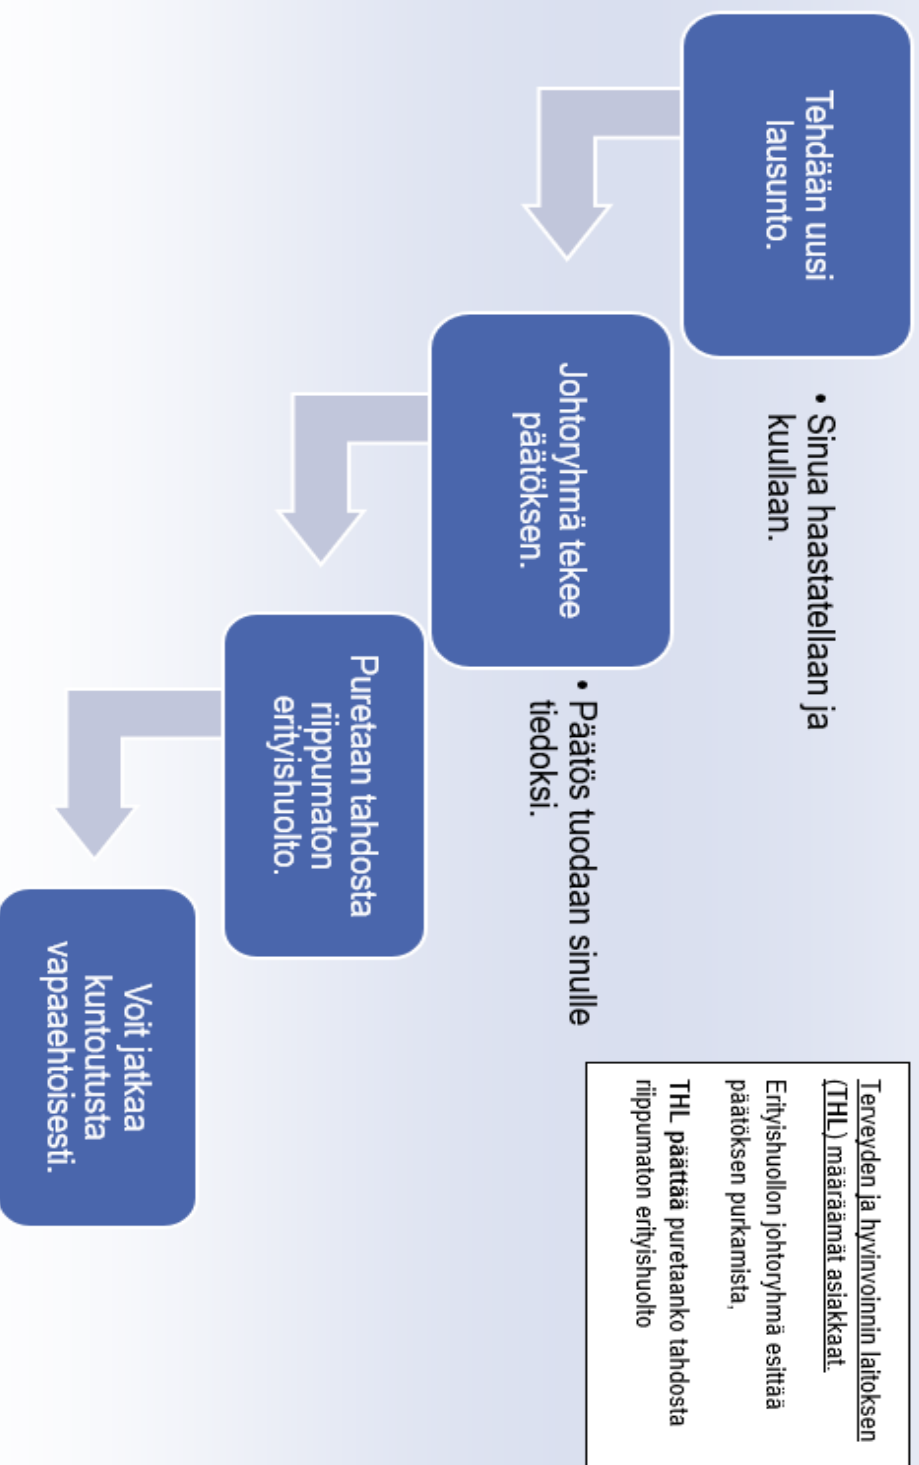 Tehdään uusi
lausunto.
• Sinua haastatellaan ja
kuullaan.
Johtoryhmä tekee
päätöksen.
• Päätös tuodaan sinulle
tiedoksi.
Puretaan tahdosta
riippumaton
erityishuolto.
Voit jatkaa
kuntoutusta
vapaaehtoisesti.
Terveyden ja hyvinvoinnin laitoksen
(THL) määräämät asiakkaat.
Erityishuollon johtoryhmä esittää
päätöksen purkamista,
THL päättää puretaanko tahdosta
riippumaton erityishuolto